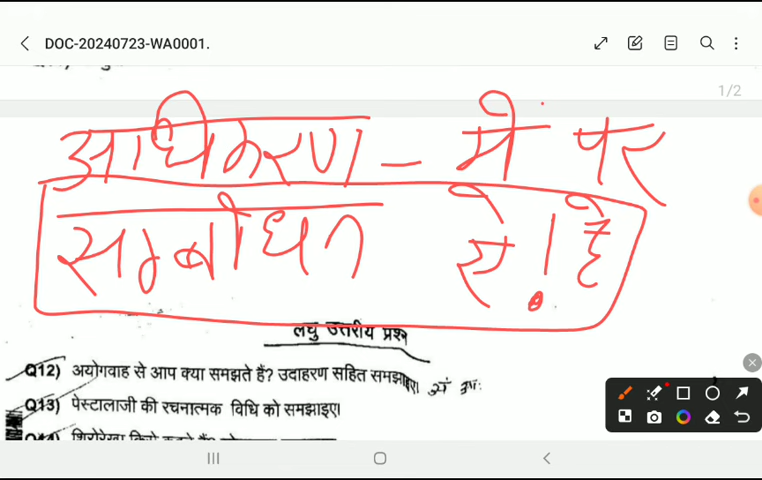 DOC-20240723-WA0001.
1/2
अधिकरण - में पर
सम्बोधन ऐ! हे
लघु उत्तरीय प्रश्न
Q12) अयोगवाह से आप क्या समझते हैं? उदाहरण सहित समझाइए। अं अः
Q13) पेस्टालाजी की रचनात्मक विधि को समझाइए।
शिरोरेखा किसे कहते हैं?